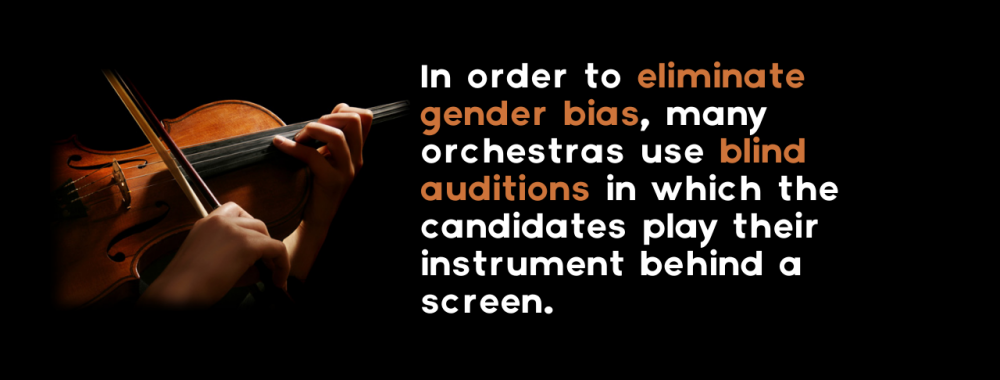 In order to eliminate
gender bias, many
orchestras use blind
auditions in which the
candidates play their
instrument behind a
screen.